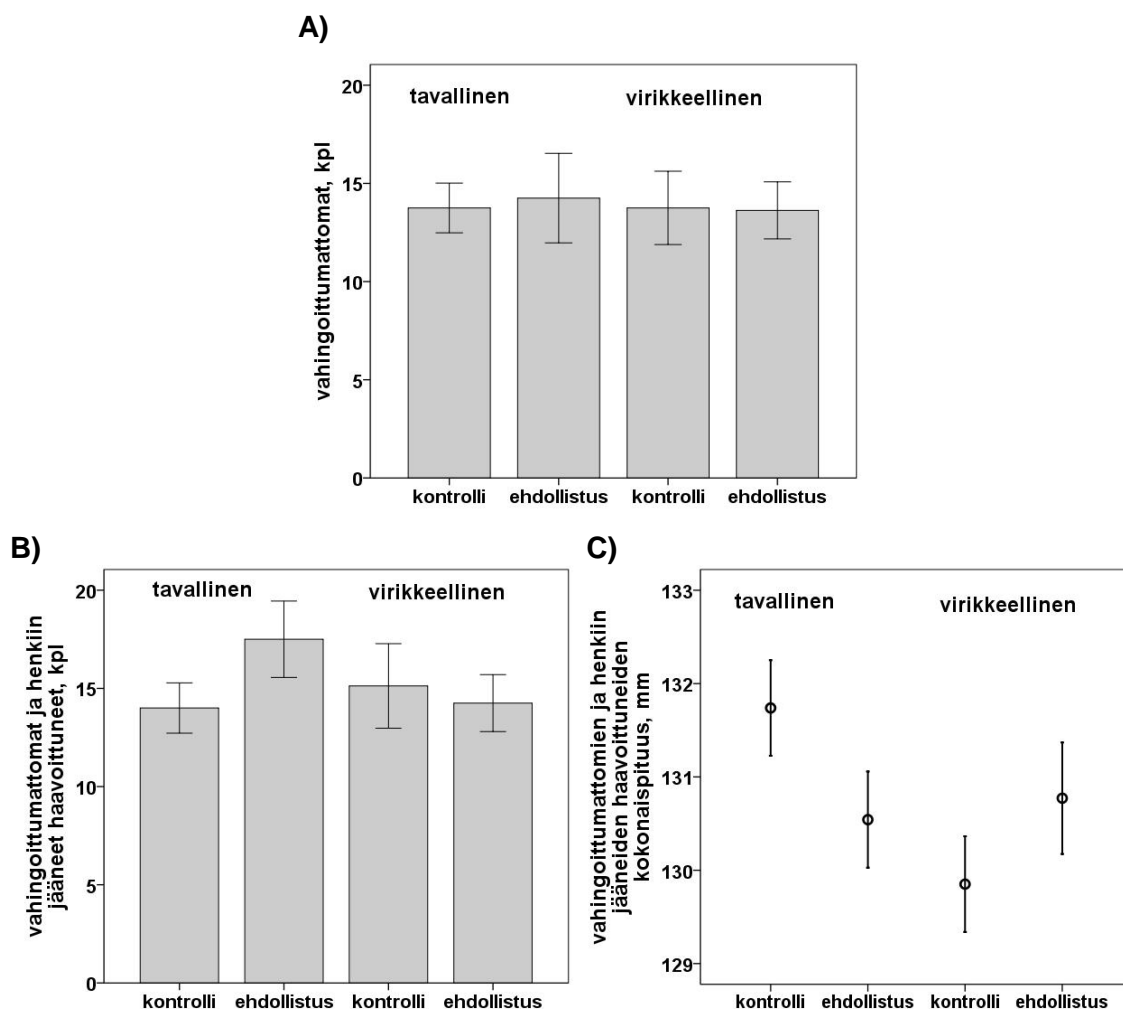 A)
tavallinen virikkeellinen
vahingoittumattomat, kpl
20
15
10
5
0
kontrolli ehdollistus kontrolli ehdollistus
B)
tavallinen virikkeellinen
vahingoittumattomat ja henkiin
jääneet haavoittuneet, kpl
20
15
10
5
0
kontrolli ehdollistus kontrolli ehdollistus
C)
tavallinen virikkeellinen
vahingoittumattomien ja henkiin
jääneiden haavoittuneiden
kokonaispituus, mm
133
132
131
130
129
kontrolli ehdollistus kontrolli ehdollistus